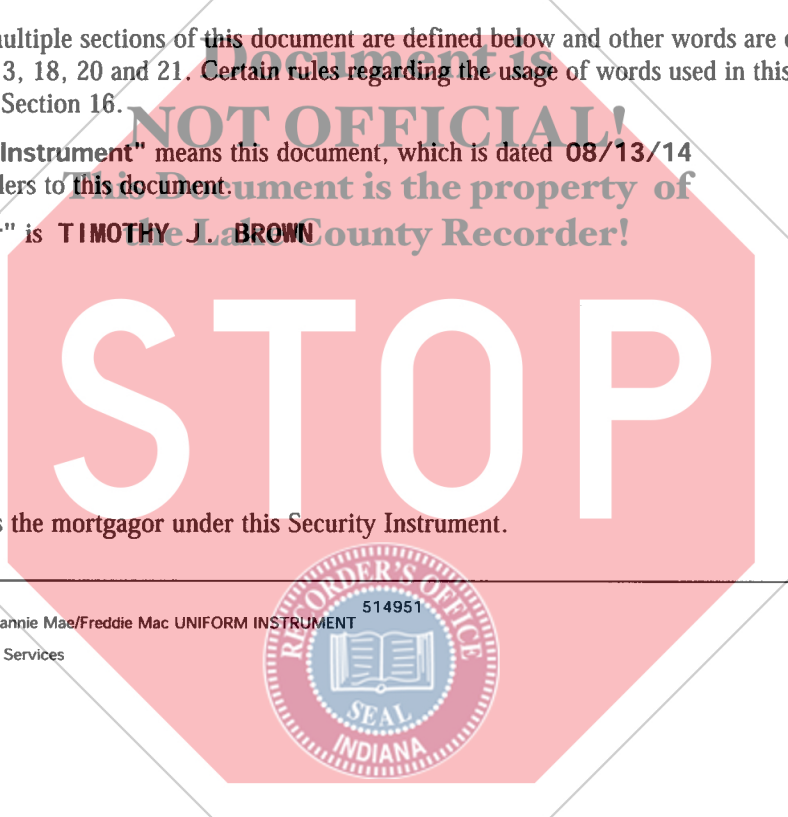 ultiple sections of this document are defined below and other words are
3, 18, 20 and 21. Certain rules regarding the usage of words used in this
Section 16.
Document is
NOT OFFICIAL!
This Document is the property of
the Lake County Recorder!
Instrument" means this document, which is dated 08/13/14
ders to this document.
" is TIMOTHY J. BROWN
STOP
s the mortgagor under this Security Instrument.
annie Mae/Freddie Mac UNIFORM INSTRUMENT 514951
Services
RECORDER'S OFFICE
SEAL
INDIANA